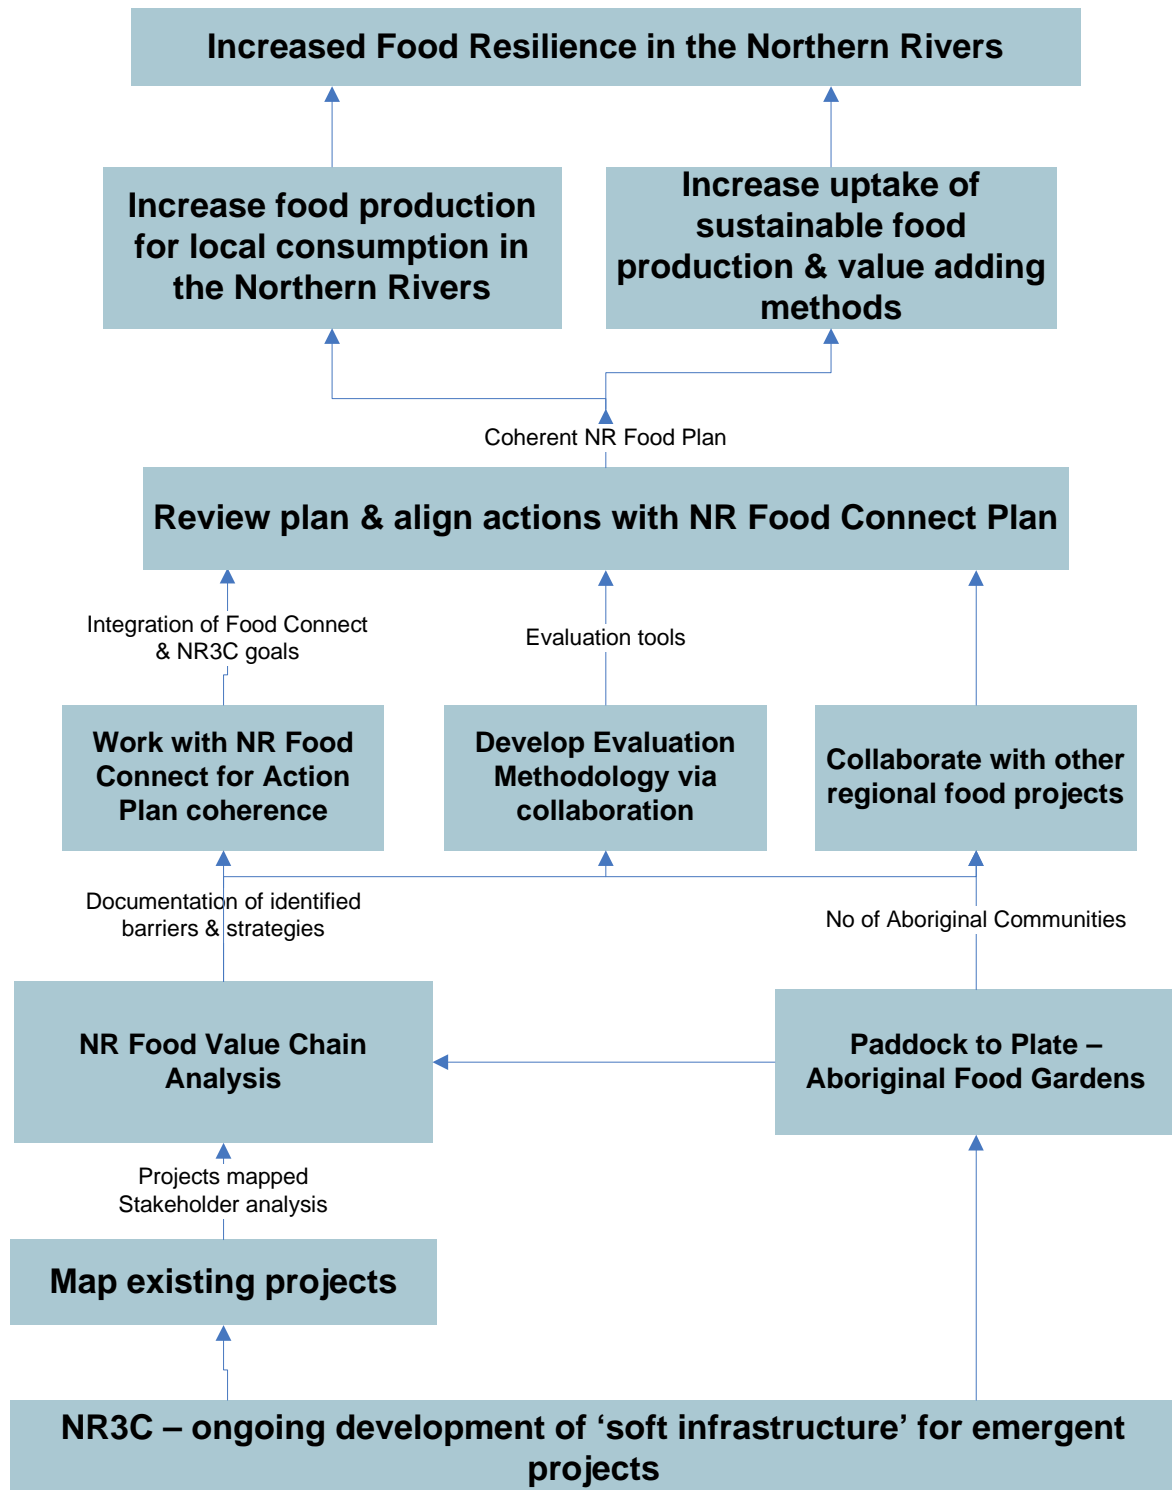 Increased Food Resilience in the Northern Rivers
Increase food production
for local consumption in
the Northern Rivers
Increase uptake of
sustainable food
production & value adding
methods
Coherent NR Food Plan
Review plan & align actions with NR Food Connect Plan
Integration of Food Connect
& NR3C goals
Evaluation tools
Work with NR Food
Connect for Action
Plan coherence
Develop Evaluation
Methodology via
collaboration
Collaborate with other
regional food projects
Documentation of identified
barriers & strategies
No of Aboriginal Communities
NR Food Value Chain
Analysis
Paddock to Plate –
Aboriginal Food Gardens
Projects mapped
Stakeholder analysis
Map existing projects
NR3C – ongoing development of ‘soft infrastructure’ for emergent
projects